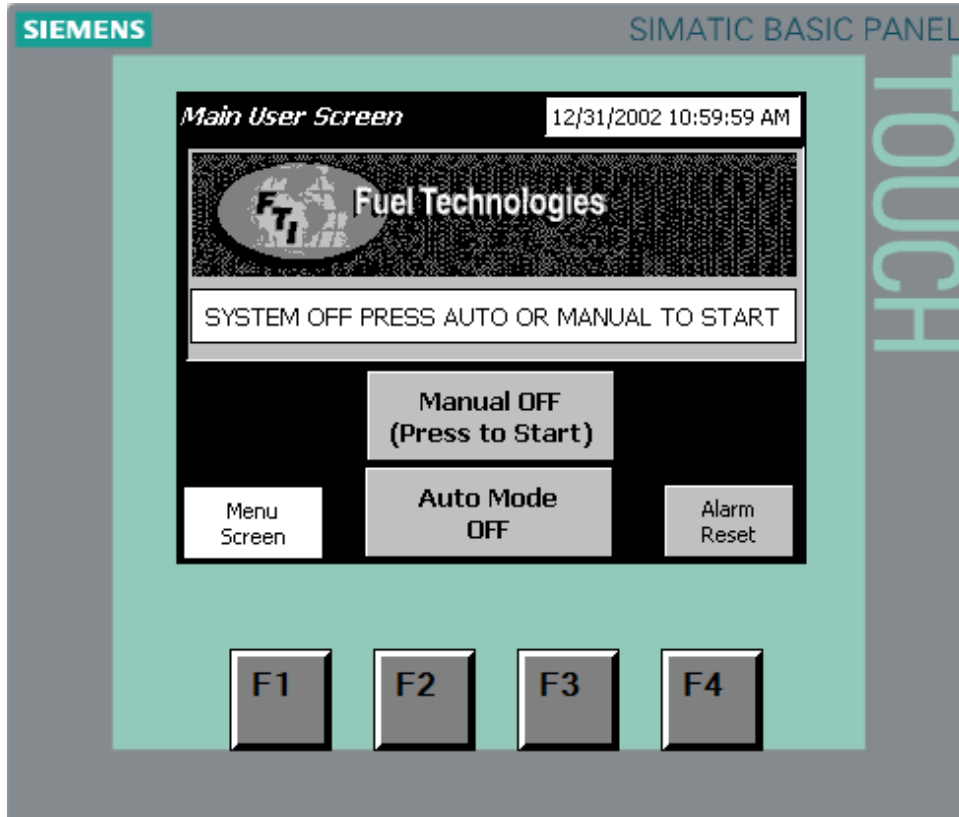 SIEMENS
SIMATIC BASIC PANEL
TOUCH
Main User Screen
12/31/2002 10:59:59 AM
FTI
Fuel Technologies
SYSTEM OFF PRESS AUTO OR MANUAL TO START
Manual OFF
(Press to Start)
Auto Mode
OFF
Menu
Screen
Alarm
Reset
F1
F2
F3
F4